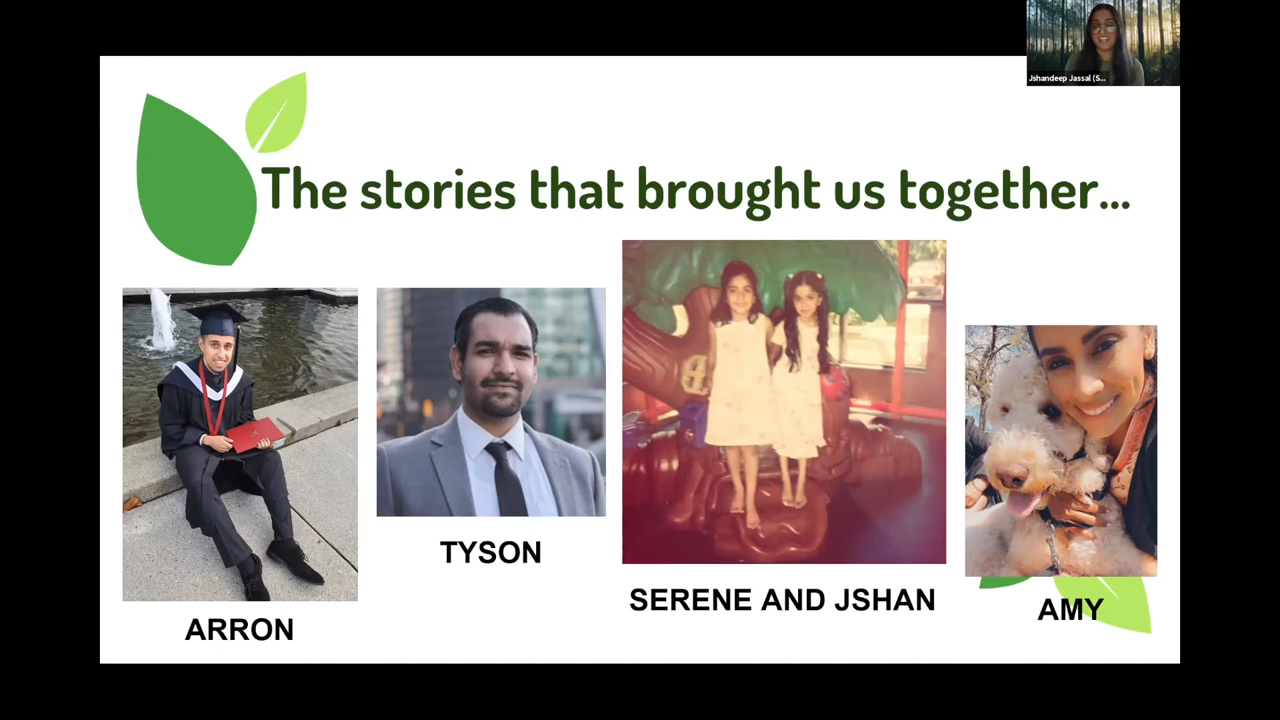 Jshandeep Jassal (S...
The stories that brought us together...
ARRON
TYSON
SERENE AND JSHAN
AMY